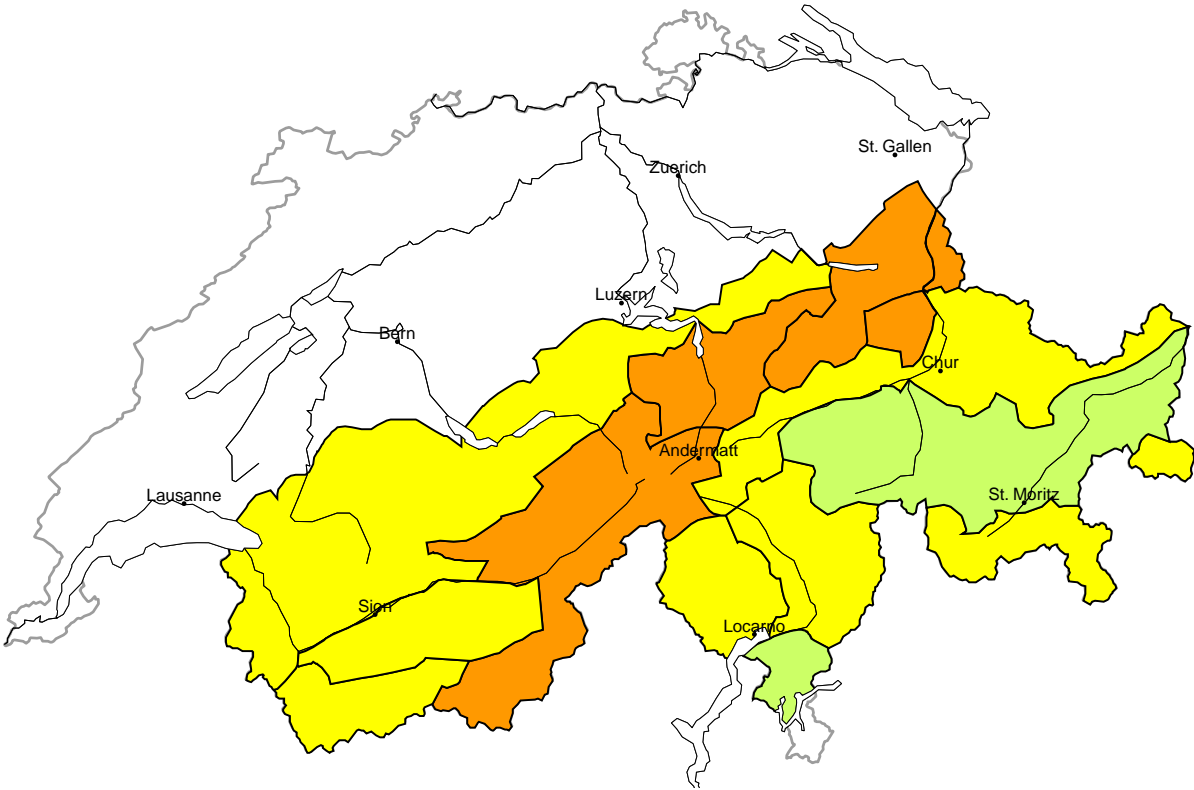 St. Gallen
Zuerich
Luzern
Bern
Chur
Andermatt
Lausanne
St. Moritz
Sion
Locarno